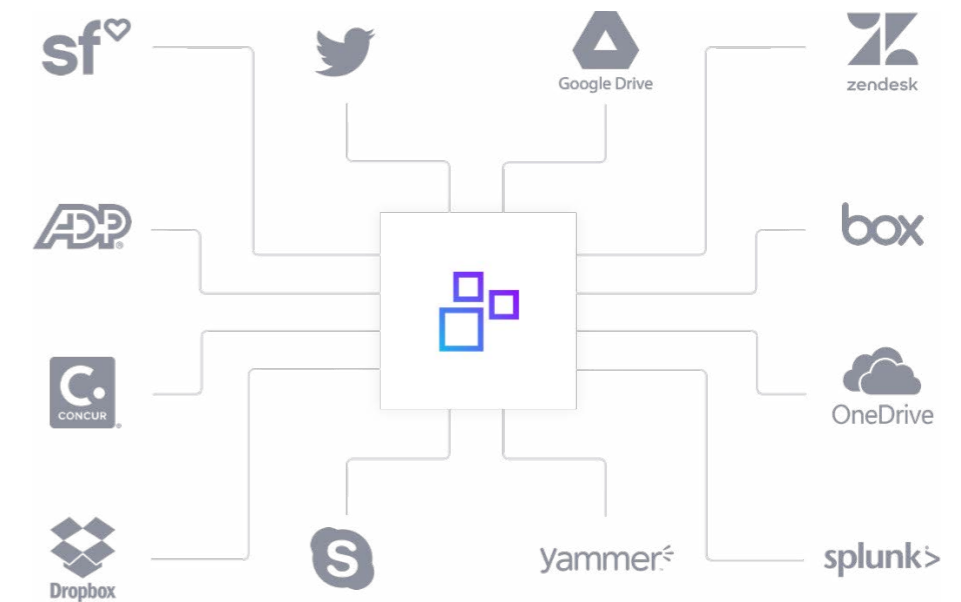 sf
Google Drive
zendesk
ADP®
box
C.
CONCUR®
OneDrive
Dropbox
S
yammer
splunk>